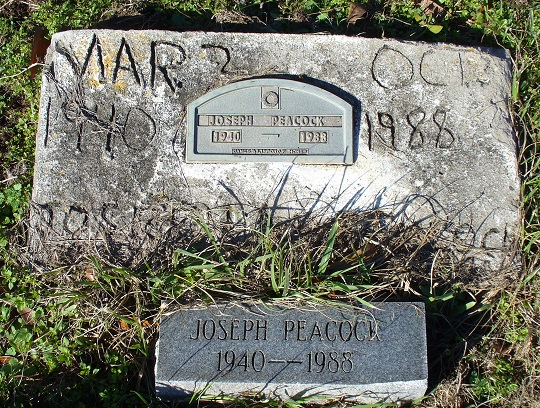 MAR 2 OCT
1940 1988
JOSEPH PEACOCK
1940 — 1988
JOSEPH PEACOCK
1940 — 1988